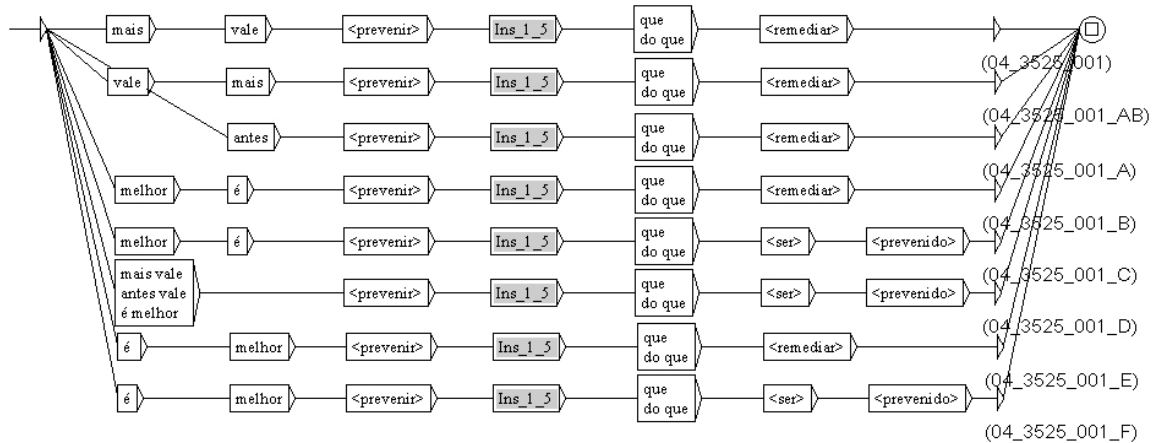 mais vale <prevenir> Ins_1_5 que do que <remediar>
(04_3525_001)
vale mais <prevenir> Ins_1_5 que do que <remediar>
(04_3525_001_AB)
antes <prevenir> Ins_1_5 que do que <remediar>
(04_3525_001_A)
melhor é <prevenir> Ins_1_5 que do que <remediar>
(04_3525_001_B)
melhor é <prevenir> Ins_1_5 que do que <ser> <prevenido>
(04_3525_001_C)
mais vale
antes vale
é melhor
<prevenir> Ins_1_5 que do que <ser> <prevenido>
(04_3525_001_D)
é melhor <prevenir> Ins_1_5 que do que <remediar>
(04_3525_001_E)
é melhor <prevenir> Ins_1_5 que do que <ser> <prevenido>
(04_3525_001_F)